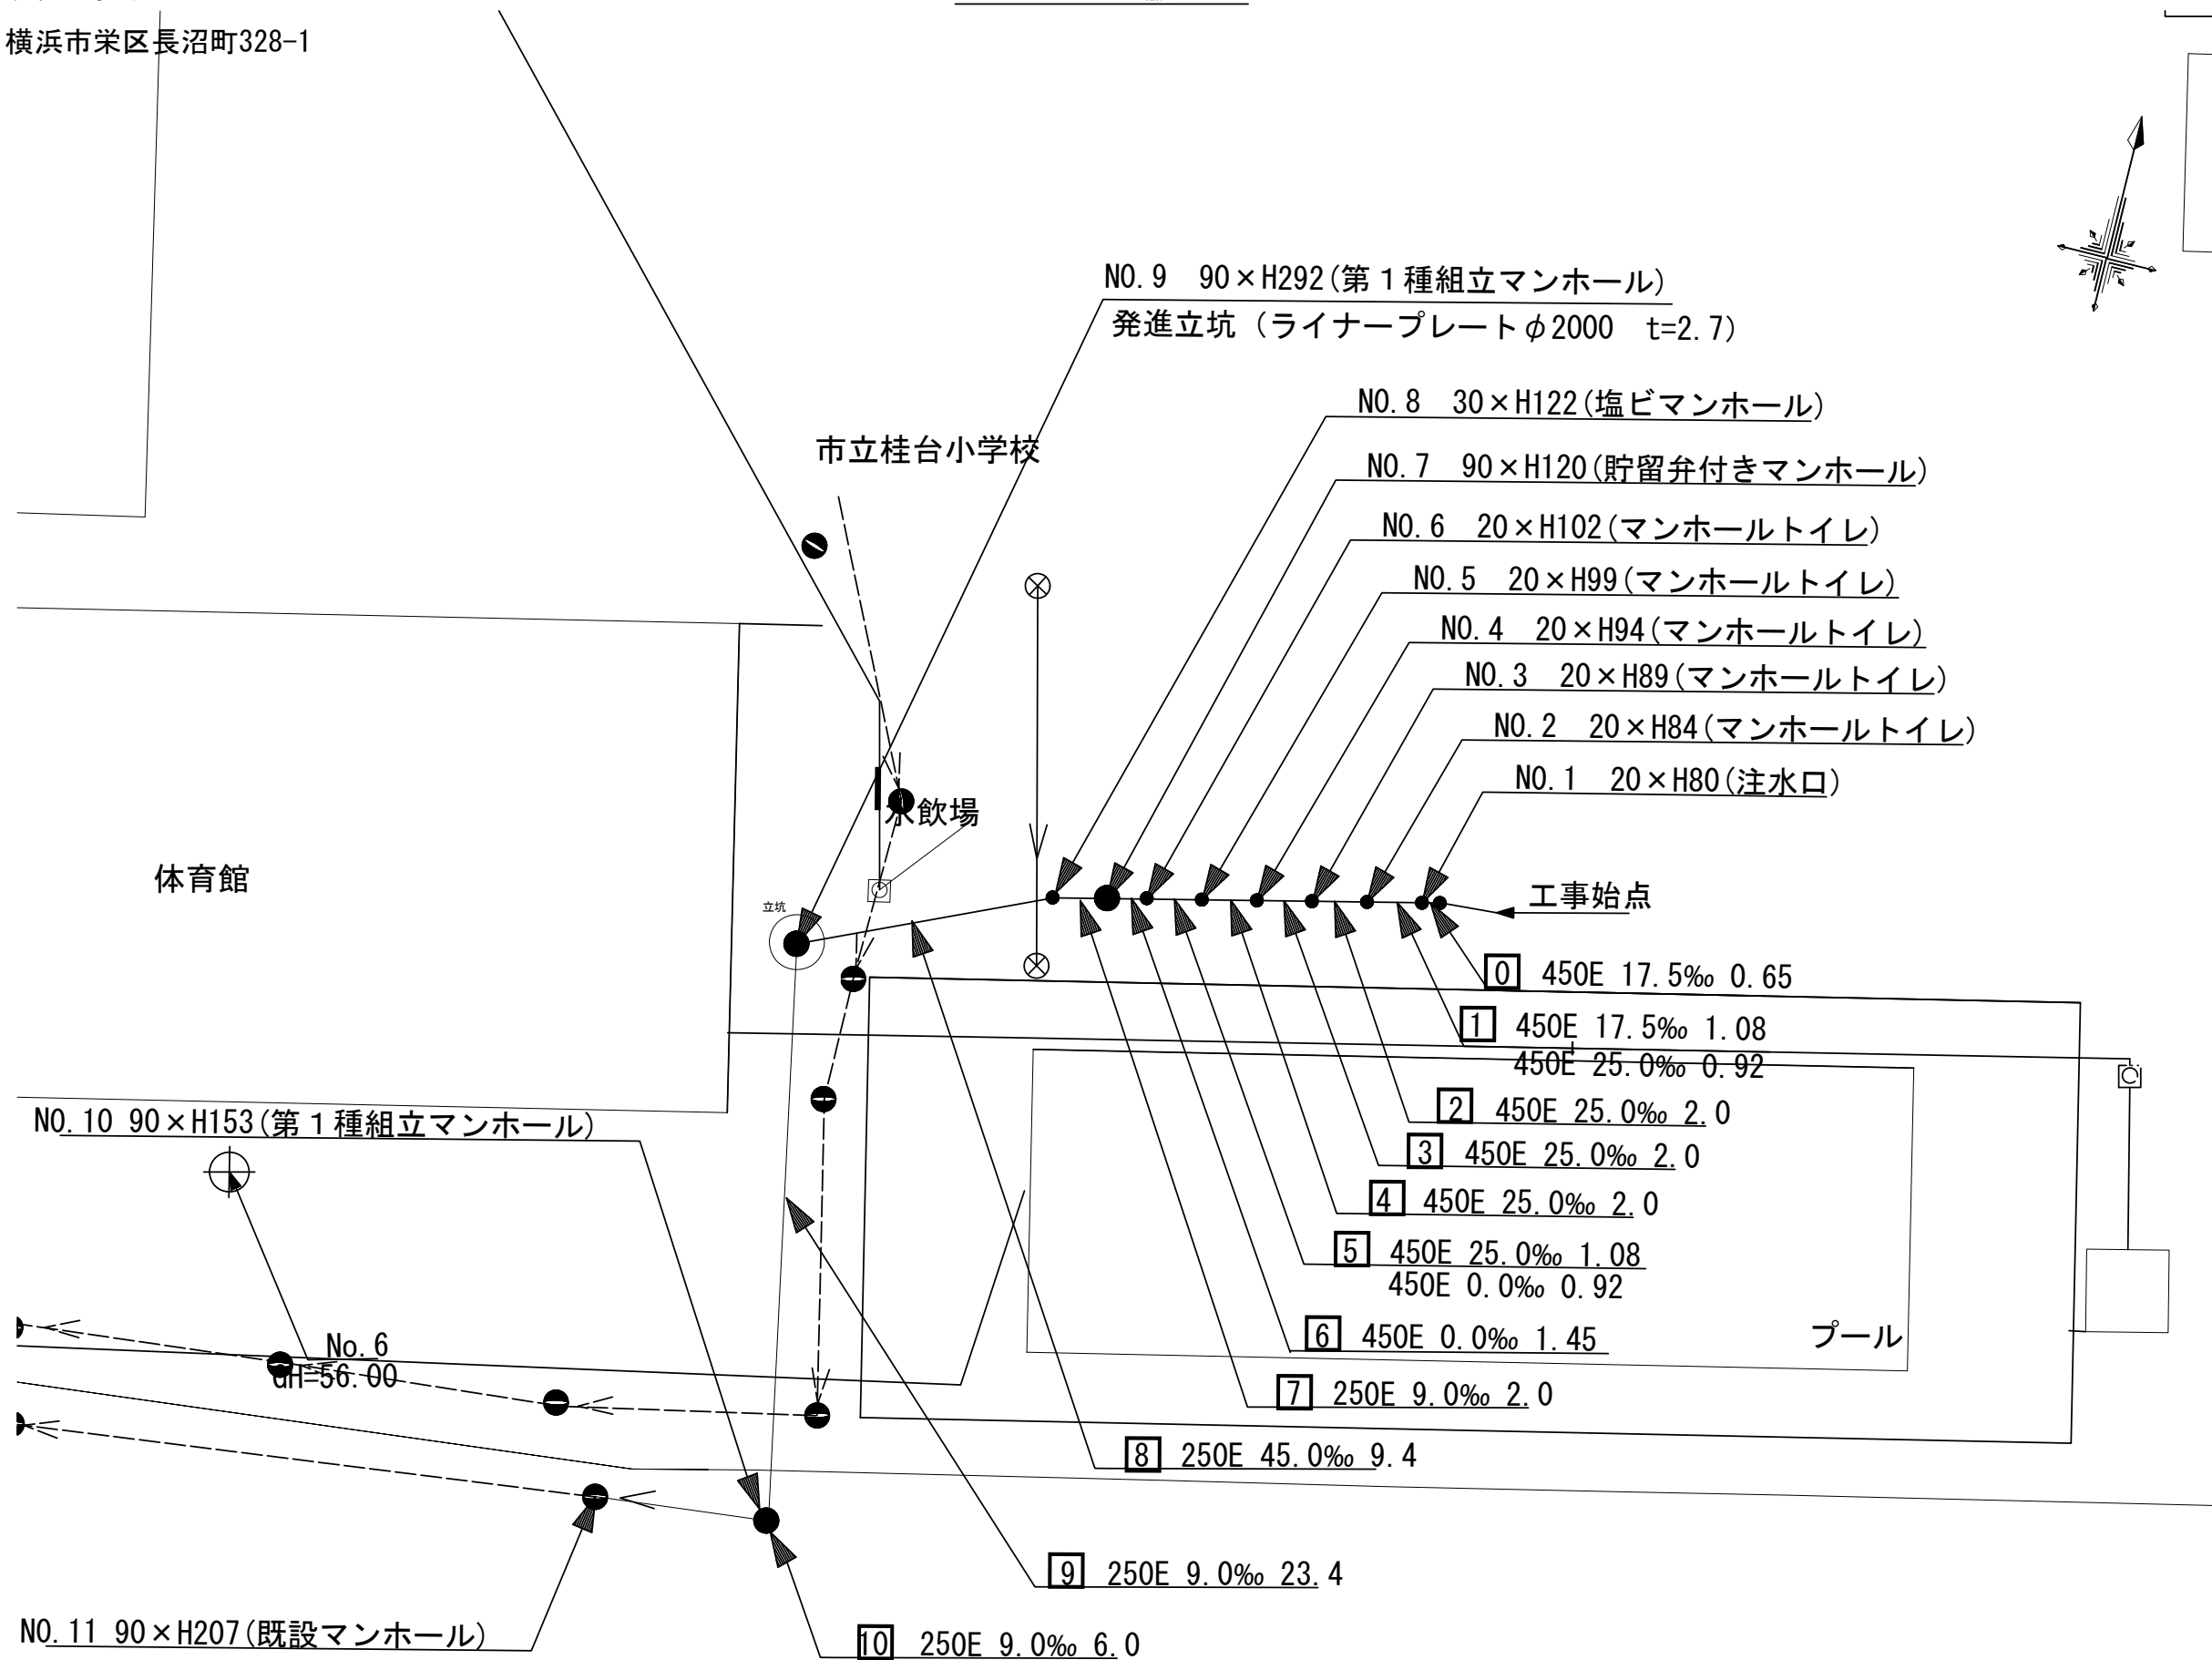 横浜市栄区長沼町328-1
NO.9 90×H292(第1種組立マンホール)
発進立坑（ライナープレートφ2000 t=2.7)
NO.8 30×H122(塩ビマンホール)
市立桂台小学校
NO.7 90×H120(貯留弁付きマンホール)
NO.6 20×H102(マンホールトイレ)
NO.5 20×H99(マンホールトイレ)
NO.4 20×H94(マンホールトイレ)
NO.3 20×H89(マンホールトイレ)
NO.2 20×H84(マンホールトイレ)
NO.1 20×H80(注水口)
水飲場
体育館
工事始点
立坑
0 450E 17.5‰ 0.65
1 450E 17.5‰ 1.08
450E 25.0‰ 0.92
2 450E 25.0‰ 2.0
NO.10 90×H153(第1種組立マンホール)
3 450E 25.0‰ 2.0
4 450E 25.0‰ 2.0
5 450E 25.0‰ 1.08
450E 0.0‰ 0.92
6 450E 0.0‰ 1.45
プール
No.6
GH=56.00
7 250E 9.0‰ 2.0
8 250E 45.0‰ 9.4
9 250E 9.0‰ 23.4
NO.11 90×H207(既設マンホール)
10 250E 9.0‰ 6.0